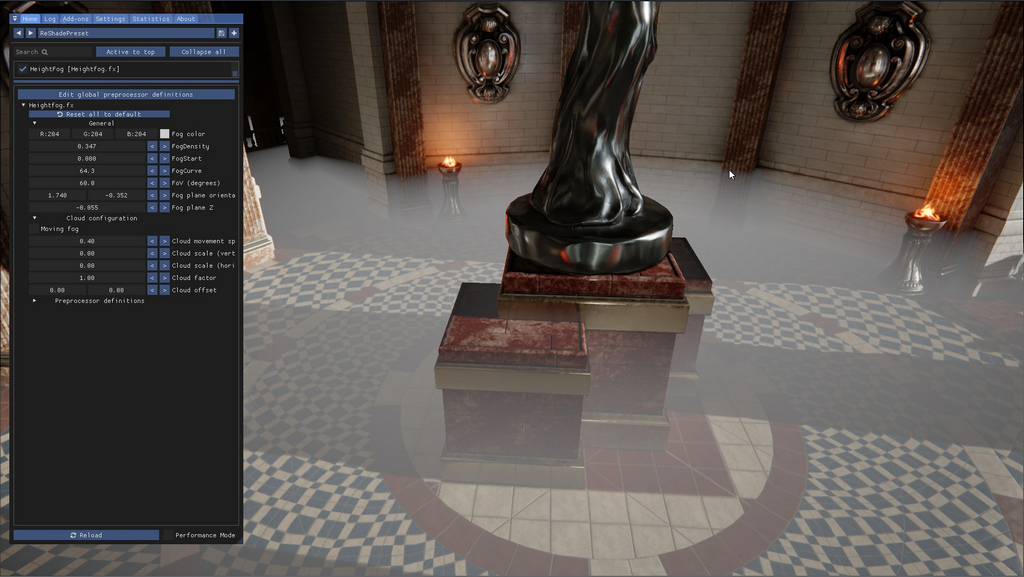 Home Log Add-ons Settings Statistics About
ReShadePreset
Search Active to top Collapse all
HeightFog [Heightfog.fx]
Edit global preprocessor definitions
Heightfog.fx
Reset all to default
General
R:204 G:204 B:204 Fog color
0.347 < > FogDensity
0.000 < > FogStart
64.3 < > FogCurve
60.0 < > FoV (degrees)
1.740 -0.352 Fog plane orienta
-0.055 < > Fog plane Z
Cloud configuration
Moving fog
0.40 < > Cloud movement sp
0.00 < > Cloud scale (vert
0.00 < > Cloud scale (hori
1.00 < > Cloud factor
0.00 0.00 < > Cloud offset
Preprocessor definitions
Reload Performance Mode